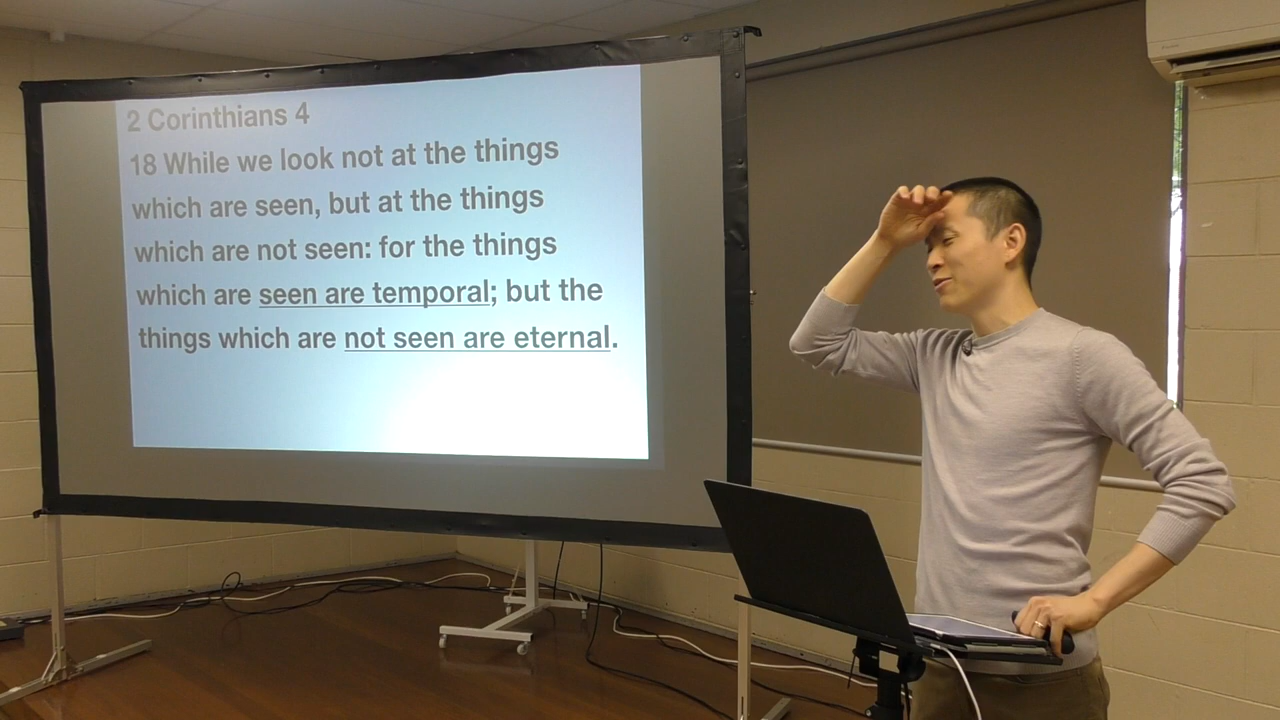 2 Corinthians 4
18 While we look not at the things
which are seen, but at the things
which are not seen: for the things
which are seen are temporal; but the
things which are not seen are eternal.